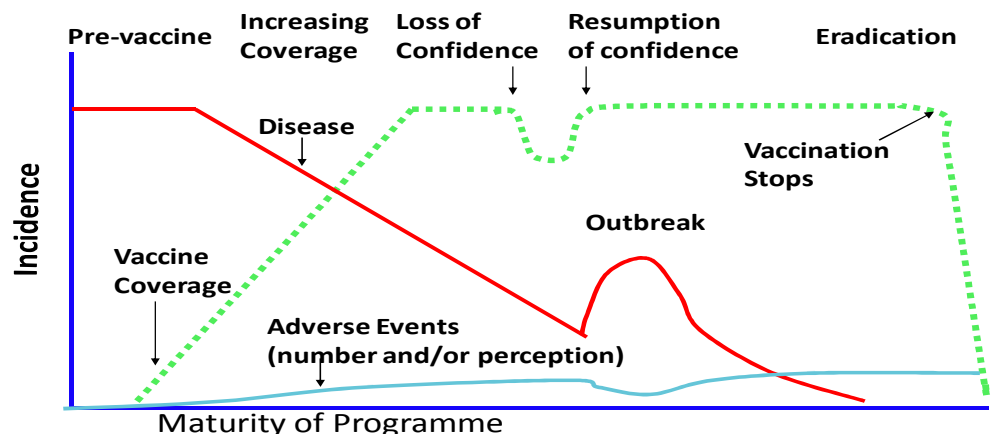 Pre-vaccine
Increasing
Coverage
Loss of
Confidence
Resumption
of confidence
Eradication
Disease
Vaccination
Stops
Outbreak
Vaccine
Coverage
Adverse Events
(number and/or perception)
Incidence
Maturity of Programme